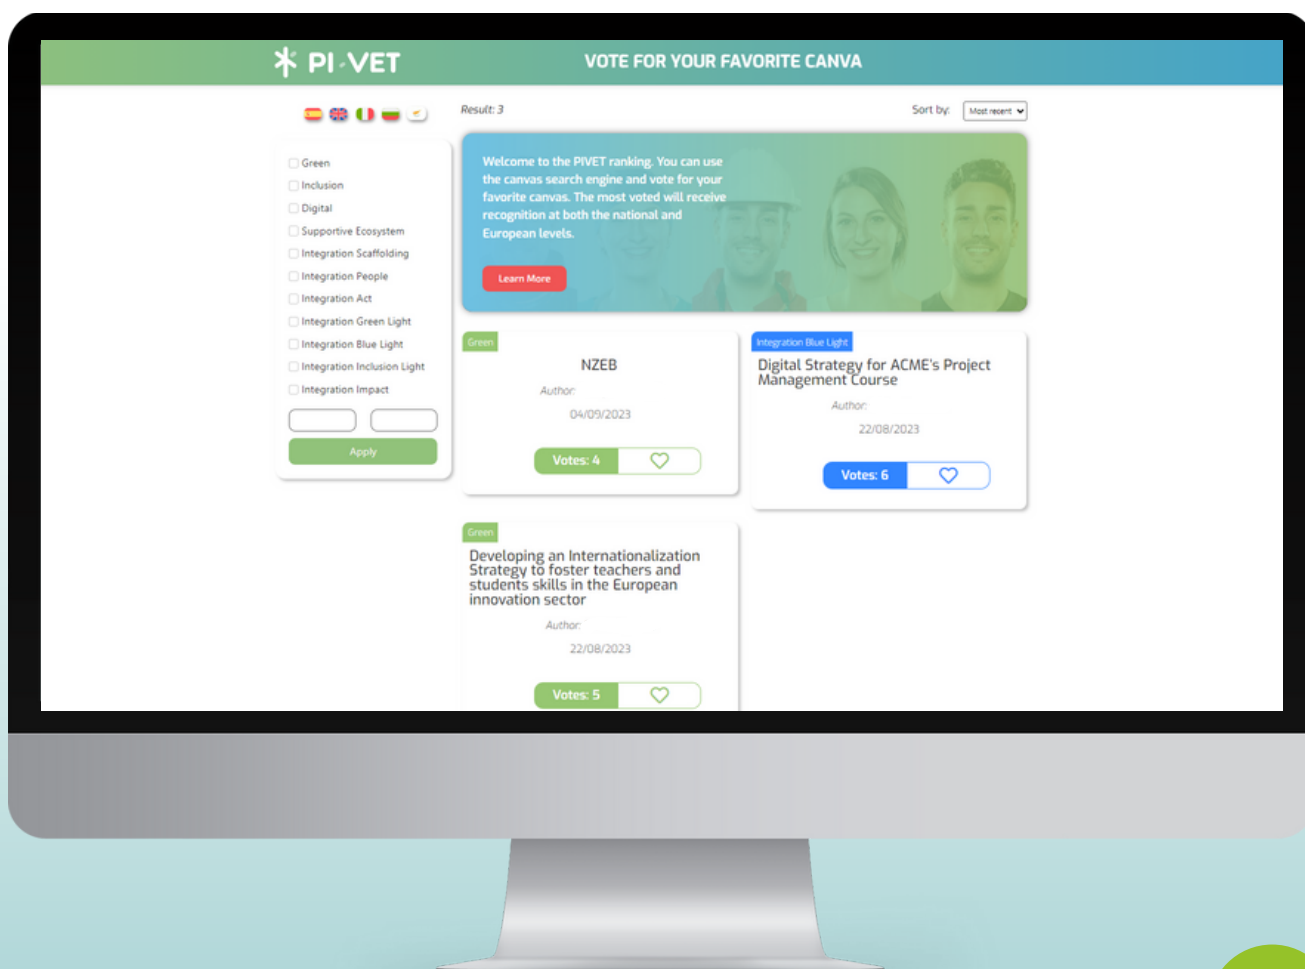 PI·VET
VOTE FOR YOUR FAVORITE CANVA
Result: 3
Sort by:
Most recent
Green
Inclusion
Digital
Supportive Ecosystem
Integration Scaffolding
Integration People
Integration Act
Integration Green Light
Integration Blue Light
Integration Inclusion Light
Integration Impact
Apply
Welcome to the PIVET ranking. You can use
the canvas search engine and vote for your
favorite canvas. The most voted will receive
recognition at both the national and
European levels.
Learn More
Green
NZEB
Author:
04/09/2023
Votes: 4
Integration Blue Light
Digital Strategy for ACME's Project
Management Course
Author:
22/08/2023
Votes: 6
Green
Developing an Internationalization
Strategy to foster teachers and
students skills in the European
innovation sector
Author:
22/08/2023
Votes: 5